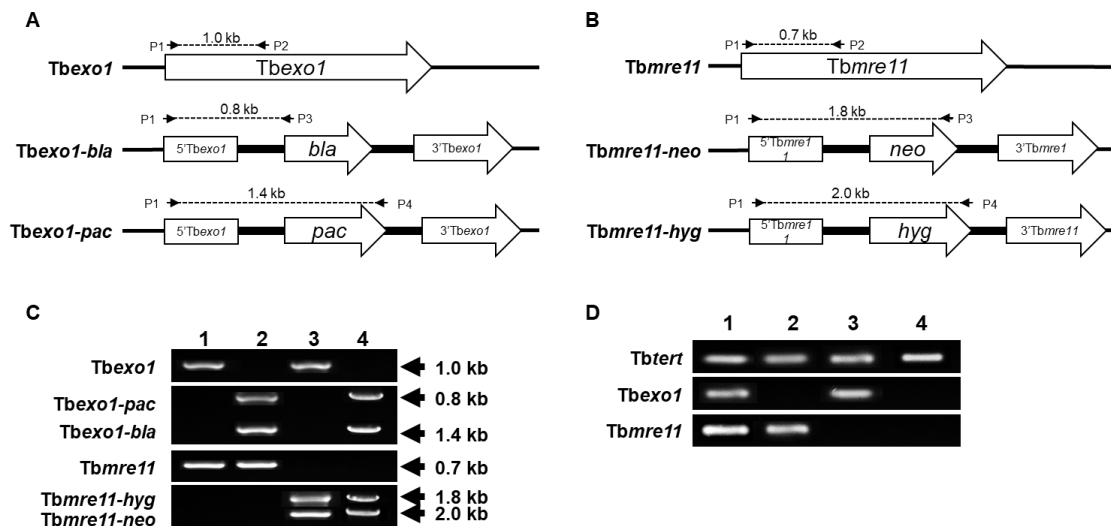 A
1.0 kb
P1 P2
Tbexo1 Tbexo1
0.8 kb
P1 P3
Tbexo1-bla 5'Tbexo1 bla 3'Tbexo1
1.4 kb
P1 P4
Tbexo1-pac 5'Tbexo1 pac 3'Tbexo1
B
0.7 kb
P1 P2
Tbmre11 Tbmre11
1.8 kb
P1 P3
Tbmre11-neo 5'Tbmre1 neo 3'Tbmre1
1
2.0 kb
P1 P4
Tbmre11-hyg 5'Tbmre1 hyg 3'Tbmre11
1
C
1 2 3 4
Tbexo1 1.0 kb
Tbexo1-pac 0.8 kb
Tbexo1-bla 1.4 kb
Tbmre11 0.7 kb
Tbmre11-hyg 1.8 kb
Tbmre11-neo 2.0 kb
D
1 2 3 4
Tbtert
Tbexo1
Tbmre11